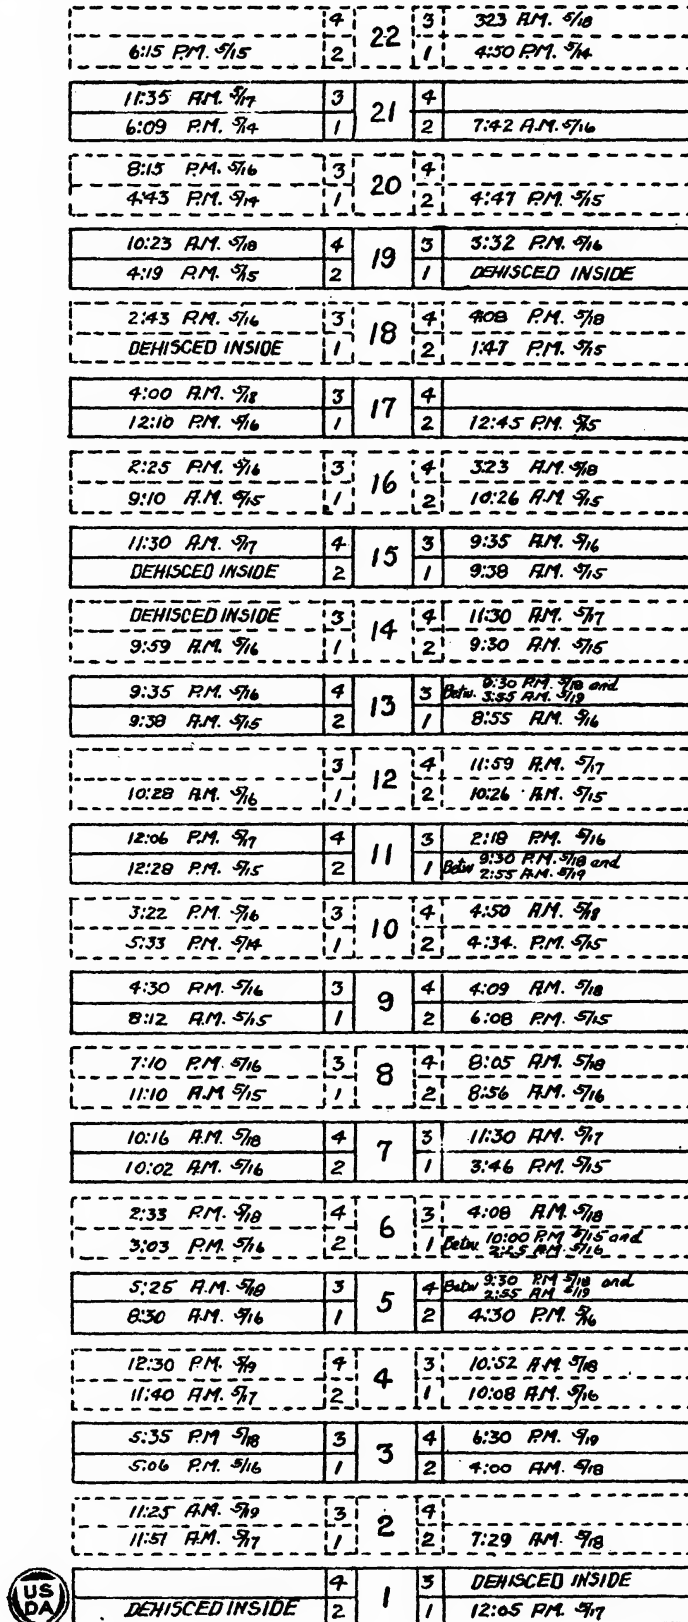 4 22 3 323 A.M. 5/18
6:15 P.M. 5/15 2 1 4:50 P.M. 5/14
11:35 A.M. 5/17 3 21 4
6:09 P.M. 5/14 1 2 7:42 A.M. 5/16
8:15 P.M. 5/16 3 20 4
4:43 P.M. 5/14 1 2 4:47 P.M. 5/15
10:23 A.M. 5/18 4 19 3 3:32 P.M. 5/16
4:19 P.M. 5/15 2 1 DEHISCED INSIDE
2:43 P.M. 5/16 3 18 4 4:08 P.M. 5/18
DEHISCED INSIDE 1 2 1:47 P.M. 5/15
4:00 A.M. 5/18 3 17 4
12:10 P.M. 5/16 1 2 12:45 P.M. 5/15
2:25 P.M. 5/16 3 16 4 323 A.M. 5/18
9:10 A.M. 5/15 1 2 10:26 A.M. 5/15
11:30 A.M. 5/17 4 15 3 9:35 A.M. 5/16
DEHISCED INSIDE 2 1 9:38 A.M. 5/15
DEHISCED INSIDE 3 14 4 11:30 A.M. 5/17
9:59 A.M. 5/16 1 2 9:30 A.M. 5/15
9:35 P.M. 5/16 4 13 3 Betw. 9:30 P.M. 5/18 and 3:55 A.M. 5/19
9:38 A.M. 5/15 2 1 8:55 A.M. 5/16
3 12 4 11:59 A.M. 5/17
10:28 A.M. 5/16 1 2 10:26 A.M. 5/15
12:06 P.M. 5/17 4 11 3 2:18 P.M. 5/16
12:28 P.M. 5/15 2 1 Betw 9:30 P.M. 5/18 and 2:55 A.M. 5/19
3:22 P.M. 5/16 3 10 4 4:50 A.M. 5/18
5:33 P.M. 5/14 1 2 4:34. P.M. 5/15
4:30 P.M. 5/16 3 9 4 4:09 A.M. 5/18
8:12 A.M. 5/15 1 2 6:08 P.M. 5/15
7:10 P.M. 5/16 3 8 4 8:05 A.M. 5/18
11:10 A.M 5/15 1 2 8:56 A.M. 5/16
10:16 A.M. 5/18 4 7 3 11:30 A.M. 5/17
10:02 A.M. 5/16 2 1 3:46 P.M. 5/15
2:33 P.M. 5/18 4 6 3 4:08 A.M. 5/18
3:03 P.M. 5/16 2 1 Betw 10:00 P.M 5/15 and 2:25 A.M. 5/16
5:25 A.M. 5/18 3 5 4 Betw 9:30 P.M 5/18 and 2:55 A.M 5/19
8:30 A.M. 5/16 1 2 4:30 P.M. 5/16
12:30 P.M. 5/19 4 4 3 10:52 A.M 5/18
11:40 A.M. 5/17 2 1 10:08 A.M. 5/16
5:35 P.M 5/18 3 3 4 6:30 P.M. 5/19
5:06 P.M. 5/16 1 2 4:00 A.M. 5/18
11:25 A.M. 5/19 3 2 4
11:51 A.M. 5/17 1 2 7:29 A.M. 5/18
4 1 3 DEHISCED INSIDE
DEHISCED INSIDE 2 1 12:05 P.M. 5/17
US
DA